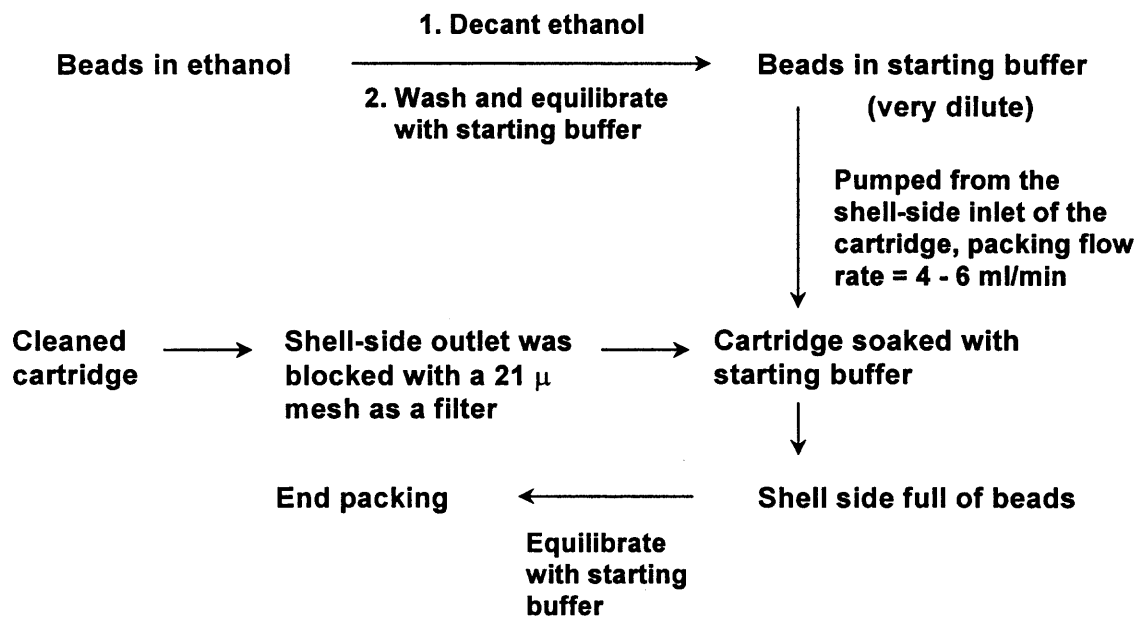 1. Decant ethanol
Beads in ethanol
Beads in starting buffer
2. Wash and equilibrate
with starting buffer
(very dilute)
Pumped from the
shell-side inlet of the
cartridge, packing flow
rate = 4 - 6 ml/min
Cleaned
cartridge
Shell-side outlet was
blocked with a 21 μ
mesh as a filter
Cartridge soaked with
starting buffer
Shell side full of beads
End packing
Equilibrate
with starting
buffer